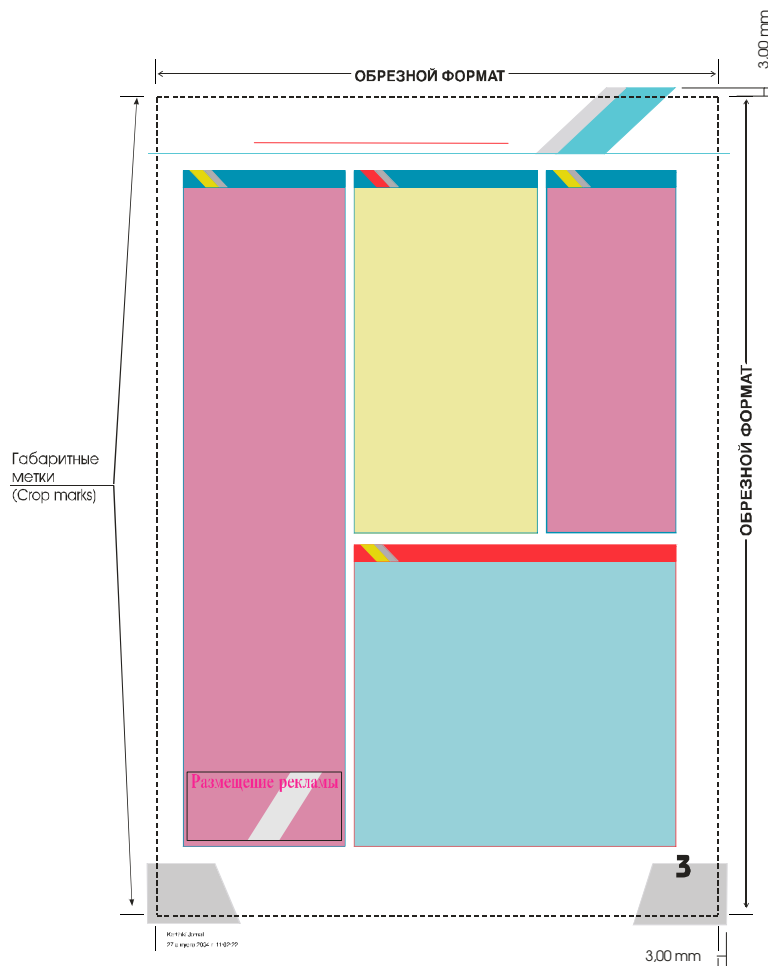 3,00 mm
ОБРЕЗНОЙ ФОРМАТ
Габаритные
метки
(Crop marks)
ОБРЕЗНОЙ ФОРМАТ
Размещение рекламы
3
3,00 mm